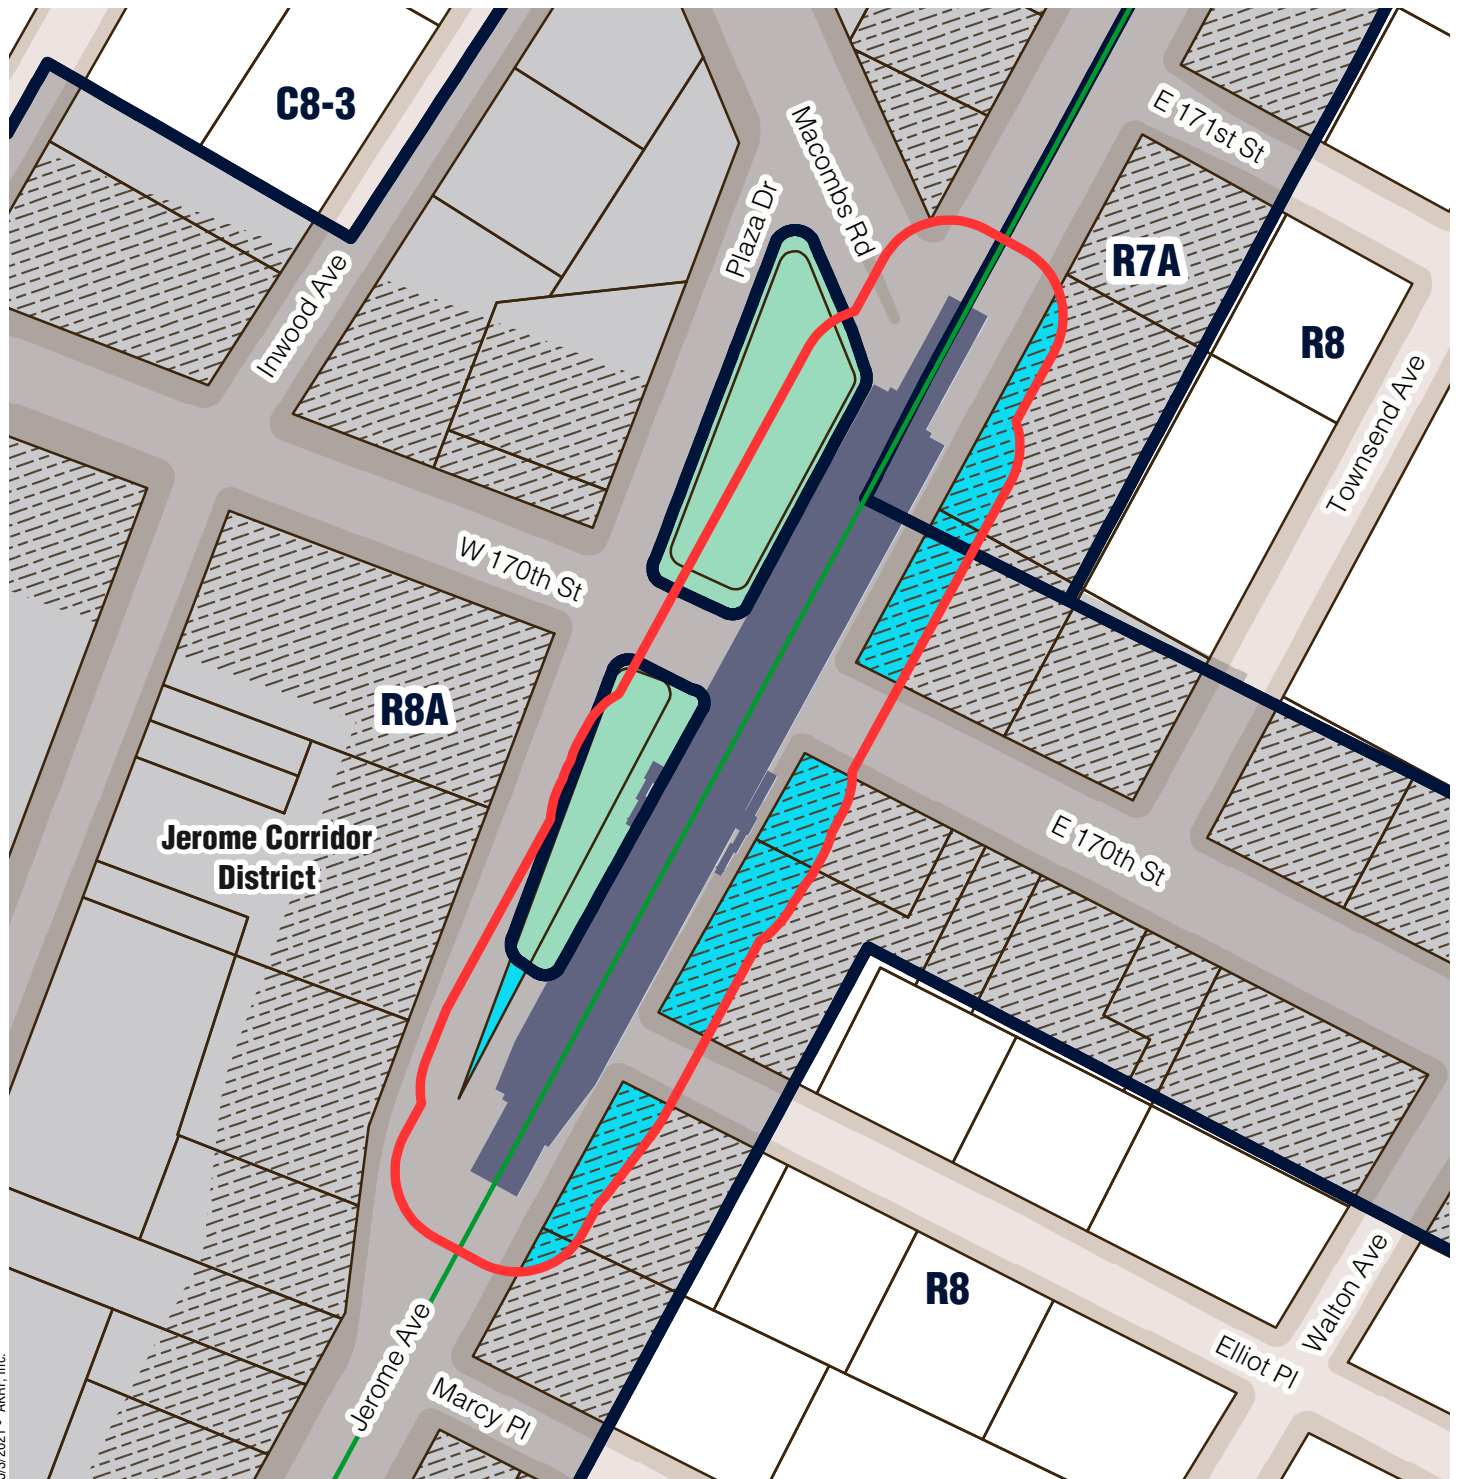 C8-3
E 171st St
Macombs Rd
Plaza Dr
R7A
Inwood Ave
R8
Townsend Ave
W 170th St
R8A
Jerome Corridor
District
E 170th St
R8
Walton Ave
Elliot Pl
Jerome Ave
Marcy Pl